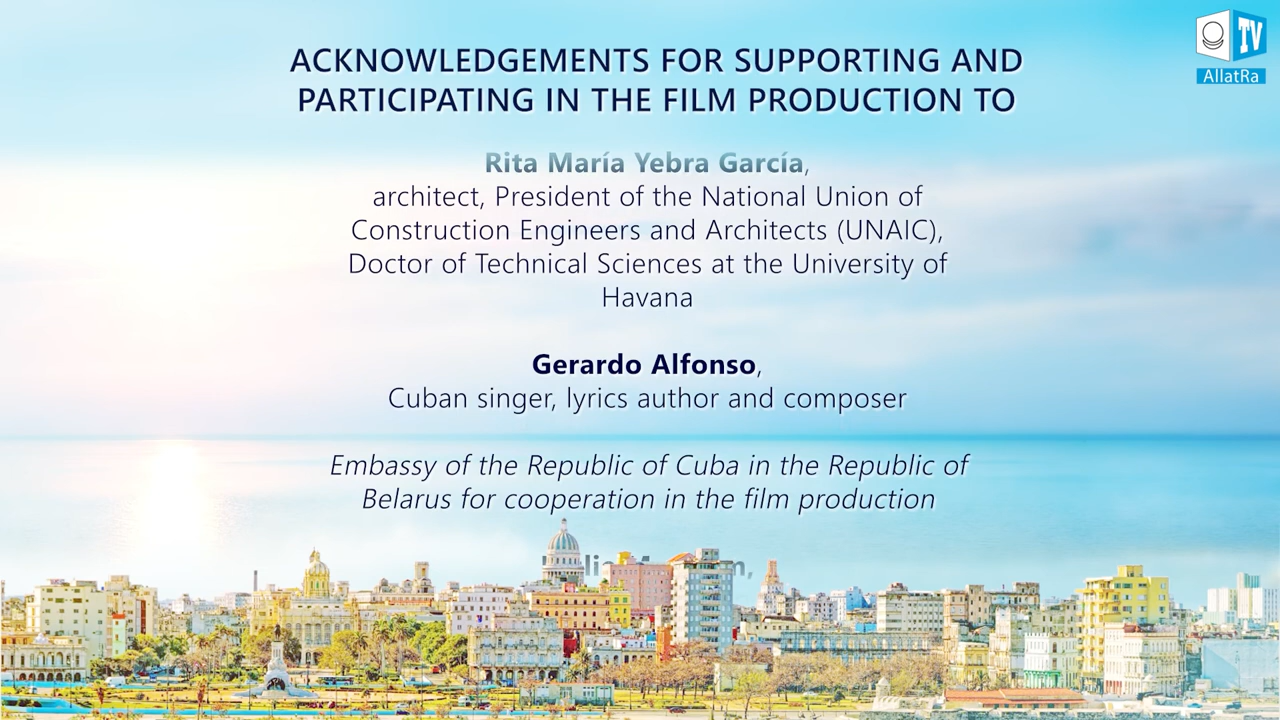 TV
AllatRa
ACKNOWLEDGEMENTS FOR SUPPORTING AND
PARTICIPATING IN THE FILM PRODUCTION TO
Rita María Yebra García,
architect, President of the National Union of
Construction Engineers and Architects (UNAIC),
Doctor of Technical Sciences at the University of
Havana
Gerardo Alfonso,
Cuban singer, lyrics author and composer
Embassy of the Republic of Cuba in the Republic of
Belarus for cooperation in the film production